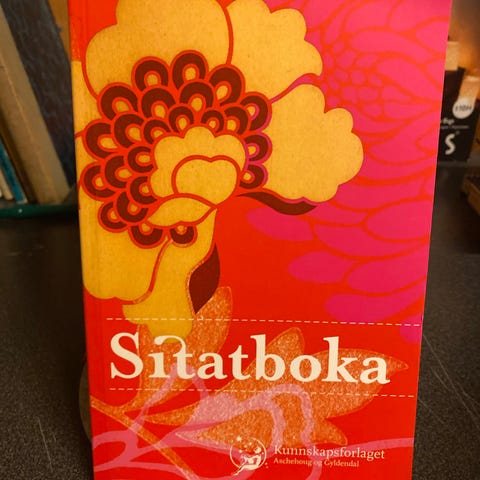 Sitatboka
Kunnskapsforlaget
Aschehoug og Gyldendal